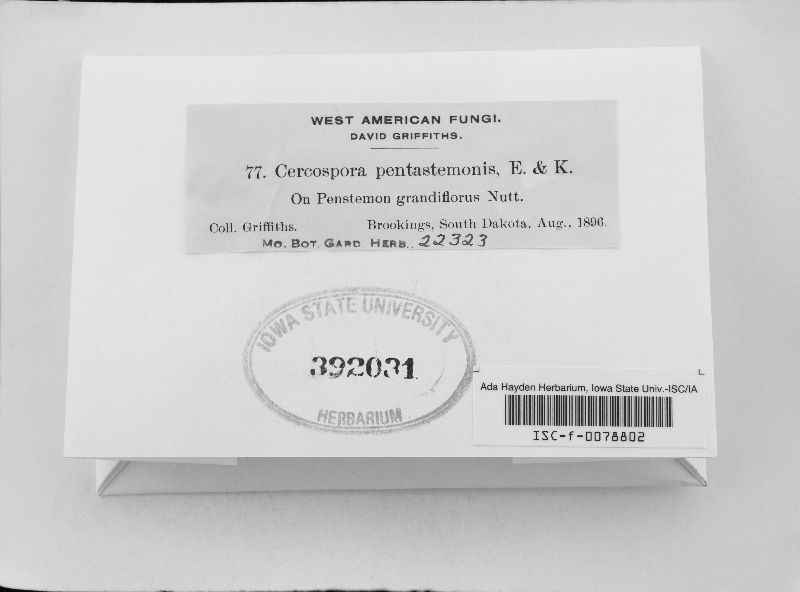 WEST AMERICAN FUNGI.
DAVID GRIFFITHS.
77. Cercospora pentastemonis, E. & K.
On Penstemon grandiflorus Nutt.
Coll. Griffiths. Brookings, South Dakota, Aug., 1896.
MO. BOT. GARD. HERB., 22323
IOWA STATE UNIVERSITY
392031
HERBARIUM
Ada Hayden Herbarium, Iowa State Univ.-ISC/IA
ISC-f-0078802